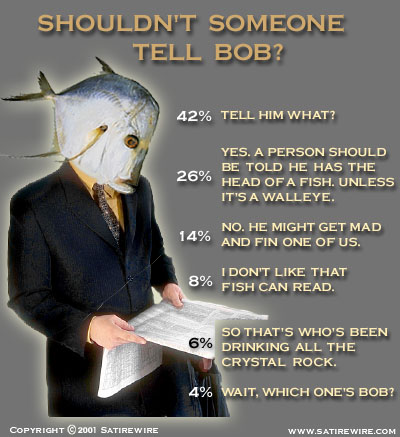 SHOULDN'T SOMEONE
TELL BOB?
42% TELL HIM WHAT?
YES. A PERSON SHOULD
BE TOLD HE HAS THE
26% HEAD OF A FISH. UNLESS
IT'S A WALLEYE.
14% NO. HE MIGHT GET MAD
AND FIN ONE OF US.
8% I DON'T LIKE THAT
FISH CAN READ.
SO THAT'S WHO'S BEEN
6% DRINKING ALL THE
CRYSTAL ROCK.
4% WAIT, WHICH ONE'S BOB?
COPYRIGHT © 2001 SATIREWIRE
WWW.SATIREWIRE.COM